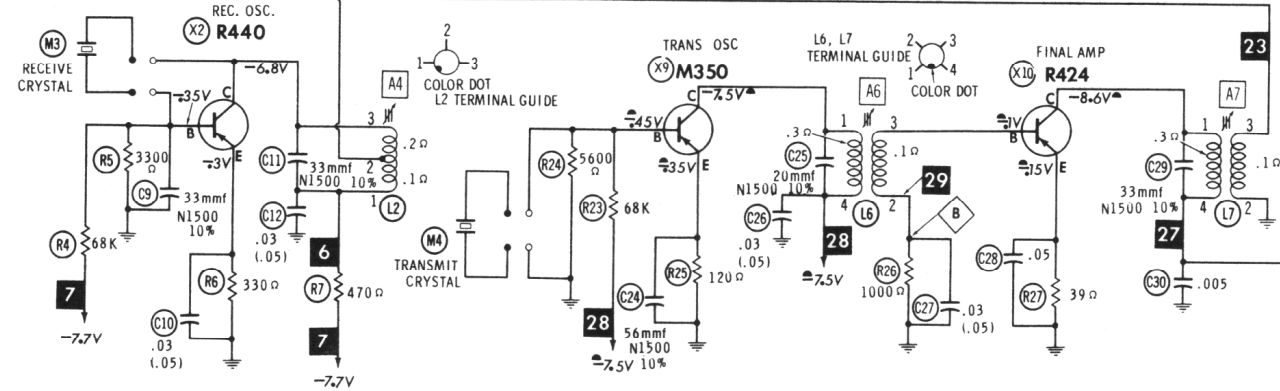 REC. OSC.
X2 R440
M3
RECEIVE
CRYSTAL
-6.8V
-.35V
C
B
E
-.3V
R5
3300
Ω
C9
33mmf
N1500
10%
R4
68K
7
-7.7V
R6
330Ω
C10
.03
(.05)
C11
33mmf
N1500 10%
C12
.03
(.05)
6
R7
470Ω
7
-7.7V
A4
3
2
1
.2Ω
.1Ω
L2
2
1
3
COLOR DOT
L2 TERMINAL GUIDE
M4
TRANSMIT
CRYSTAL
TRANS OSC
X9 M350
-7.5V
-.45V
C
B
E
-.35V
R24
5600
Ω
R23
68K
28
-7.5V
C24
56mmf
N1500
10%
R25
120Ω
L6, L7
TERMINAL GUIDE
2
3
1
4
COLOR DOT
A6
1
3
.3Ω
.1Ω
C25
20mmf
N1500 10%
4
2
L6
C26
.03
(.05)
28
-7.5V
29
B
R26
1000Ω
C27
.03
(.05)
FINAL AMP
X10 R424
-8.6V
-.1V
C
B
E
-.15V
C28
.05
R27
39Ω
23
A7
1
3
.3Ω
.1Ω
C29
33mmf
N1500 10%
4
2
L7
27
C30
.005